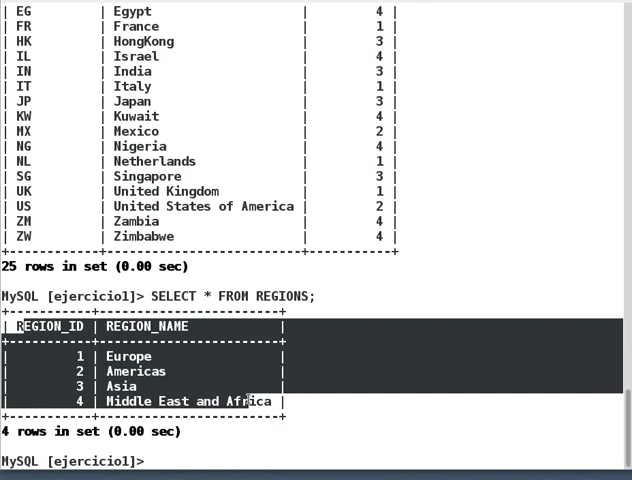 | EG         | Egypt                    |         4 |
| FR         | France                   |         1 |
| HK         | HongKong                 |         3 |
| IL         | Israel                   |         4 |
| IN         | India                    |         3 |
| IT         | Italy                    |         1 |
| JP         | Japan                    |         3 |
| KW         | Kuwait                   |         4 |
| MX         | Mexico                   |         2 |
| NG         | Nigeria                  |         4 |
| NL         | Netherlands              |         1 |
| SG         | Singapore                |         3 |
| UK         | United Kingdom           |         1 |
| US         | United States of America |         2 |
| ZM         | Zambia                   |         4 |
| ZW         | Zimbabwe                 |         4 |
+------------+--------------------------+-----------+
25 rows in set (0.00 sec)
MySQL [ejercicio1]> SELECT * FROM REGIONS;
+-----------+------------------------+
| REGION_ID | REGION_NAME            |
+-----------+------------------------+
|         1 | Europe                 |
|         2 | Americas               |
|         3 | Asia                   |
|         4 | Middle East and Africa |
+-----------+------------------------+
4 rows in set (0.00 sec)
MySQL [ejercicio1]>